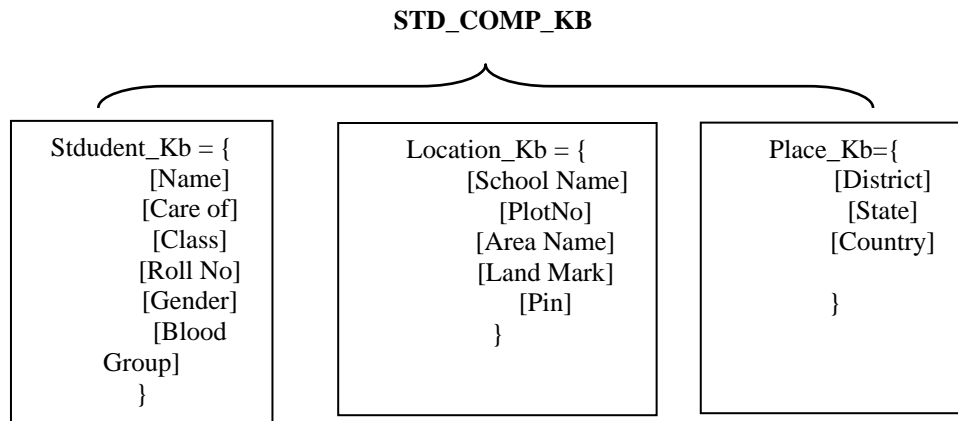 STD_COMP_KB
Stdudent_Kb = {
[Name]
[Care of]
[Class]
[Roll No]
[Gender]
[Blood
Group]
}
Location_Kb = {
[School Name]
[PlotNo]
[Area Name]
[Land Mark]
[Pin]
}
Place_Kb={
[District]
[State]
[Country]
}